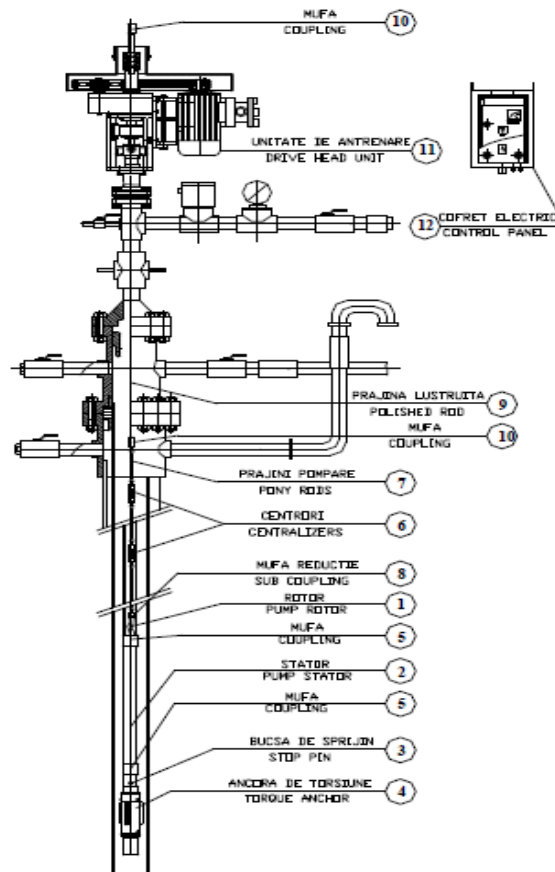 MUFA
COUPLING
10
UNITATE DE ANTRENARE
DRIVE HEAD UNIT
11
12
COFRET ELECTRIC
CONTROL PANEL
PRAJINA LUSTRUITA
POLISHED ROD
9
MUFA
COUPLING
10
PRAJINI POMPARE
PONY RODS
7
CENTRORI
CENTRALIZERS
6
MUFA REDUCTIE
SUB COUPLING
8
ROTOR
PUMP ROTOR
1
MUFA
COUPLING
5
STATOR
PUMP STATOR
2
MUFA
COUPLING
5
BUCSA DE SPRIJIN
STOP PIN
3
ANCORA DE TORSIUNE
TORQUE ANCHOR
4